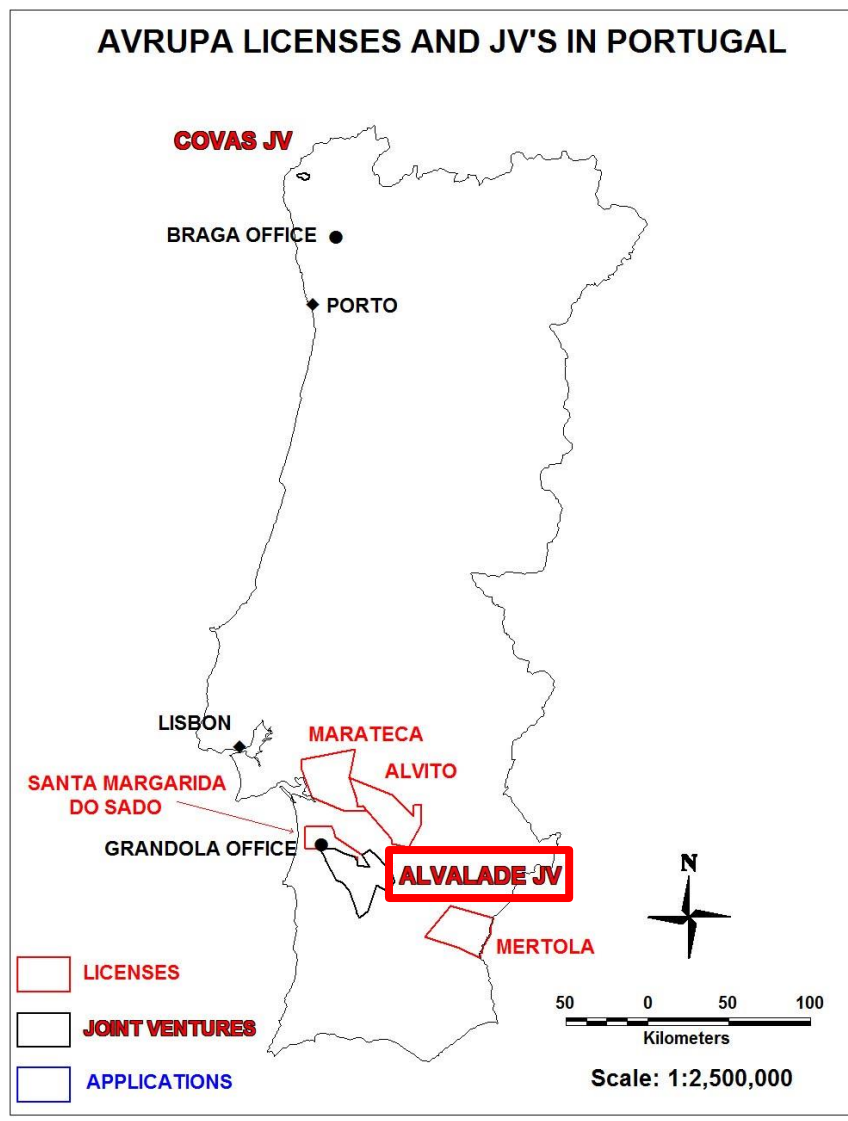 AVRUPA LICENSES AND JV'S IN PORTUGAL
COVAS JV
BRAGA OFFICE
PORTO
LISBON
MARATECA
ALVITO
SANTA MARGARIDA
DO SADO
GRANDOLA OFFICE
ALVALADE JV
N
MERTOLA
LICENSES
JOINT VENTURES
APPLICATIONS
50 0 50 100
Kilometers
Scale: 1:2,500,000